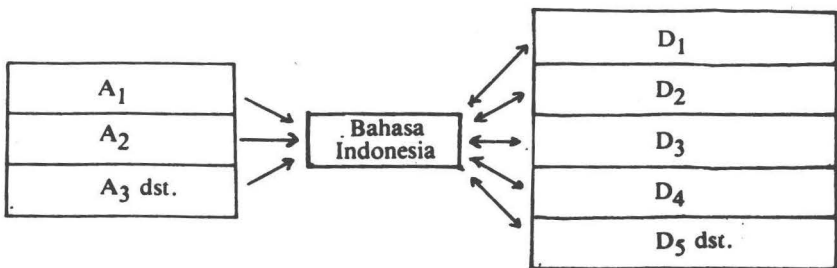 A₁
A₂
A₃ dst.
Bahasa
Indonesia
D₁
D₂
D₃
D₄
D₅ dst.